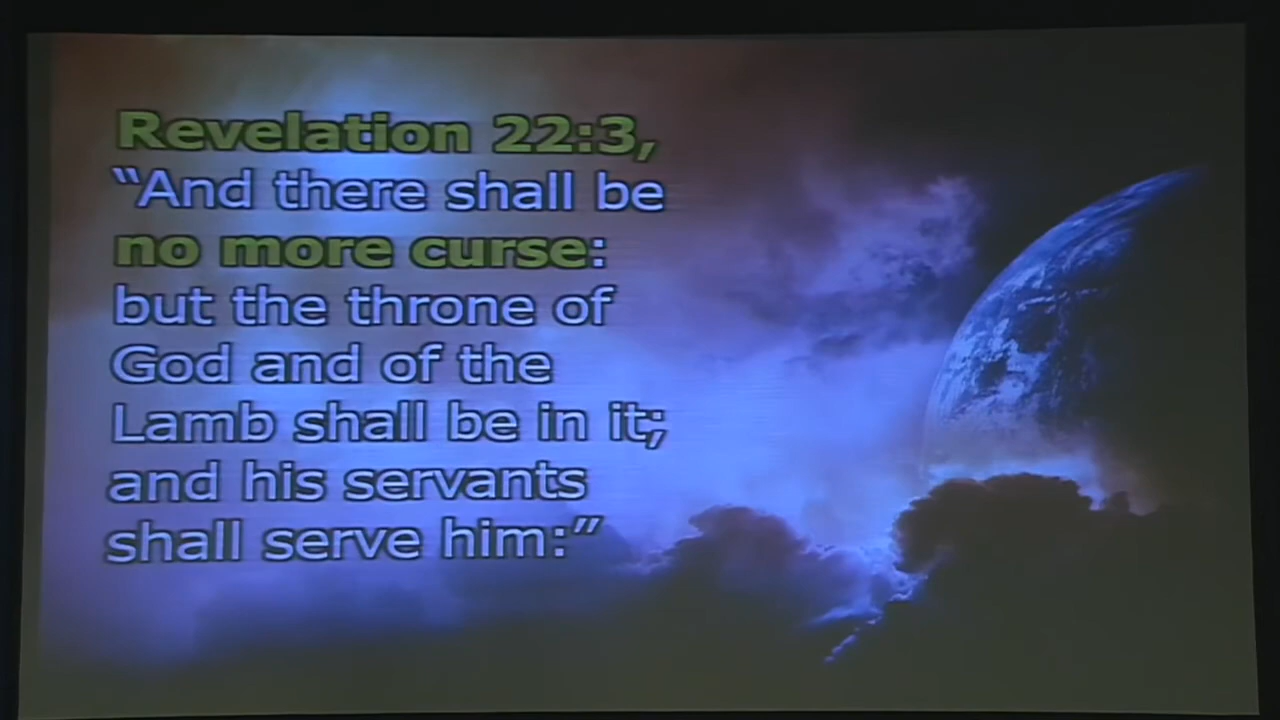 Revelation 22:3,
“And there shall be
no more curse:
but the throne of
God and of the
Lamb shall be in it;
and his servants
shall serve him:”